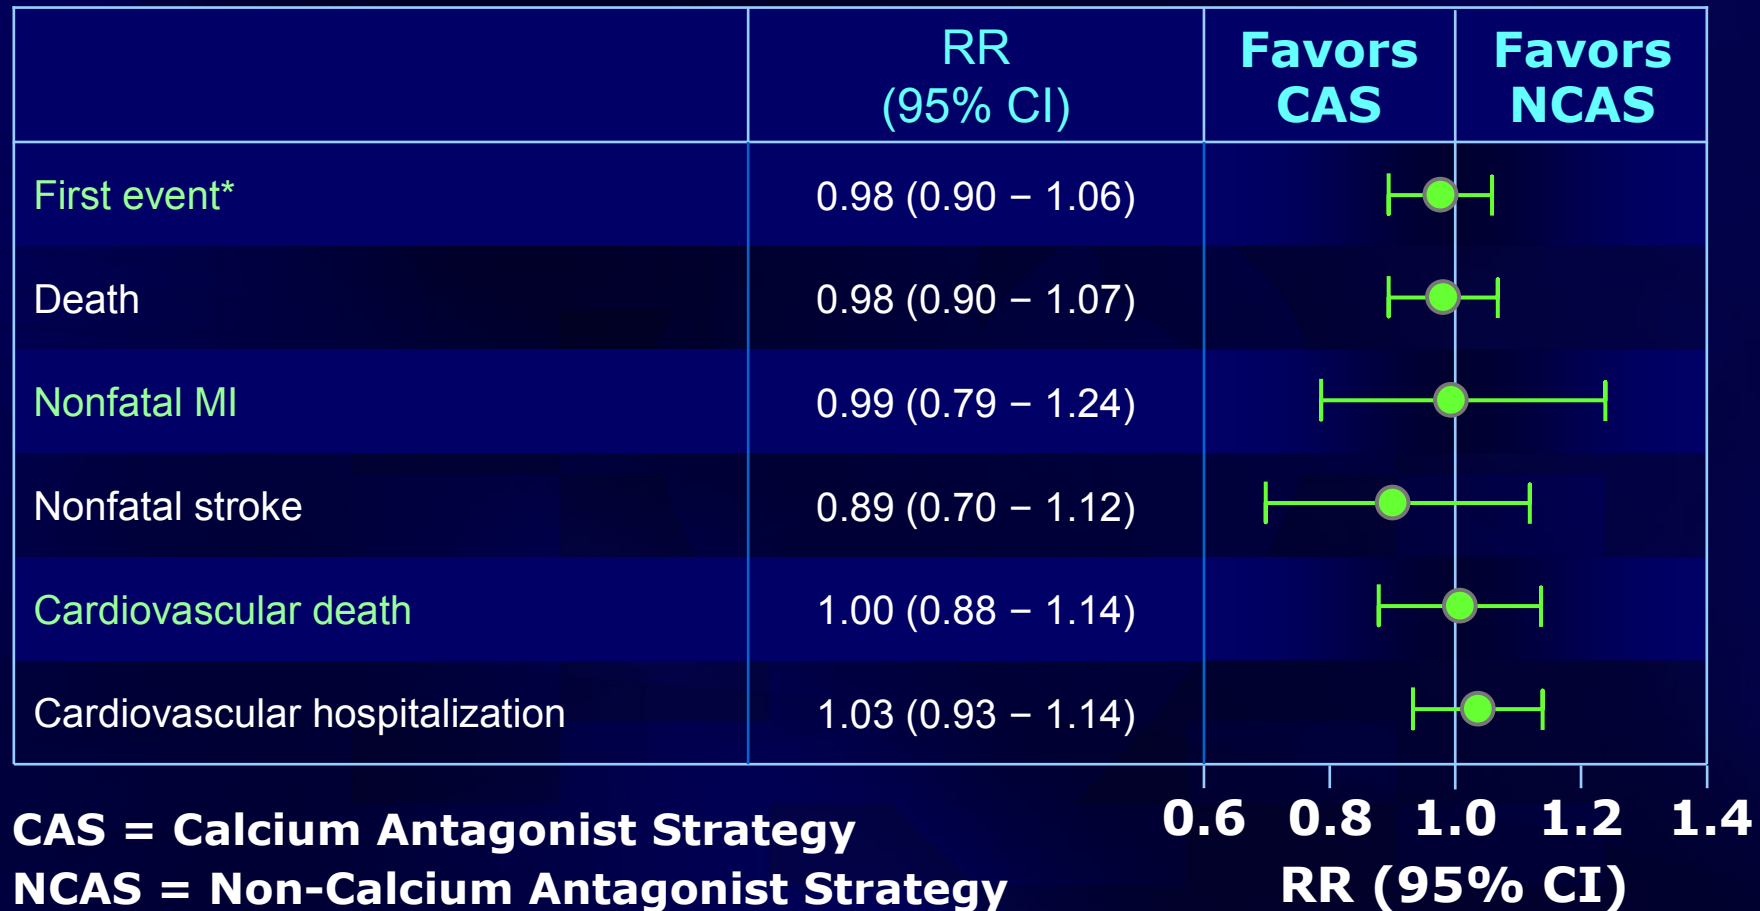 RR
(95% CI)
Favors
CAS
Favors
NCAS
First event*
0.98 (0.90 – 1.06)
Death
0.98 (0.90 – 1.07)
Nonfatal MI
0.99 (0.79 – 1.24)
Nonfatal stroke
0.89 (0.70 – 1.12)
Cardiovascular death
1.00 (0.88 – 1.14)
Cardiovascular hospitalization
1.03 (0.93 – 1.14)
0.6 0.8 1.0 1.2 1.4
RR (95% CI)
CAS = Calcium Antagonist Strategy
NCAS = Non-Calcium Antagonist Strategy